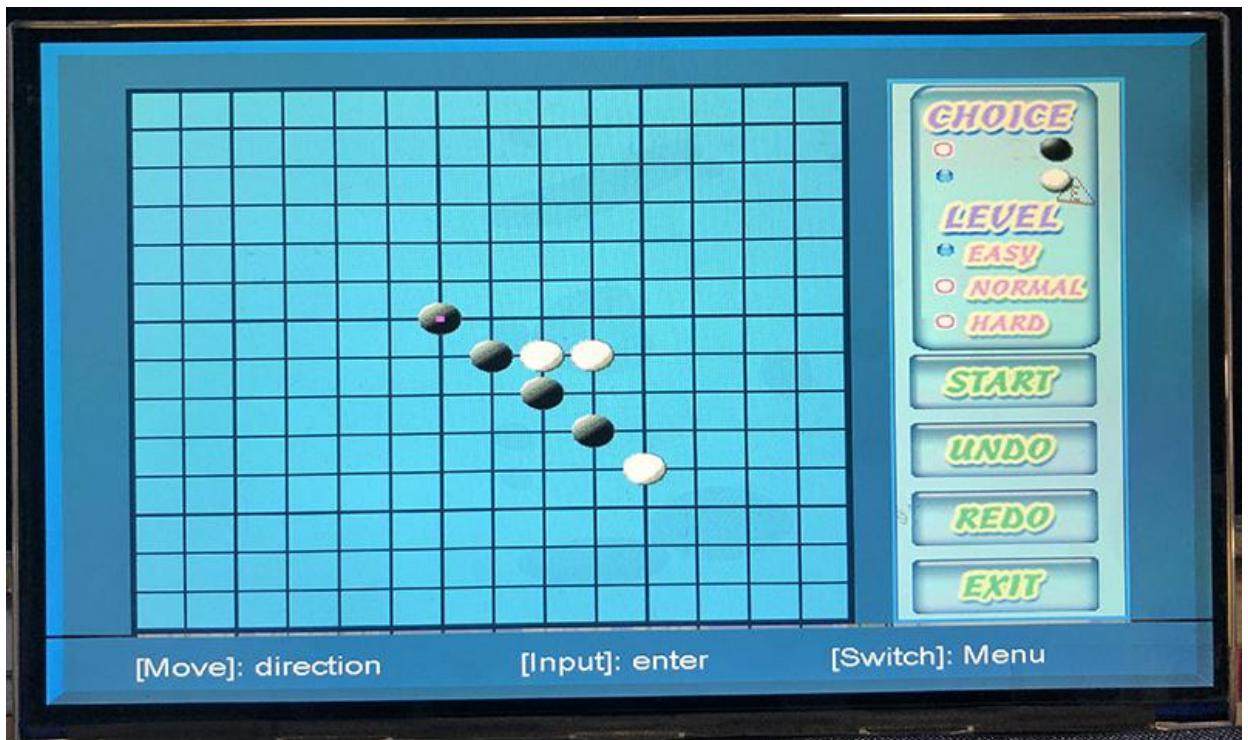 CHOICE
LEVEL
EASY
NORMAL
HARD
START
UNDO
REDO
EXIT
[Move]: direction [Input]: enter [Switch]: Menu